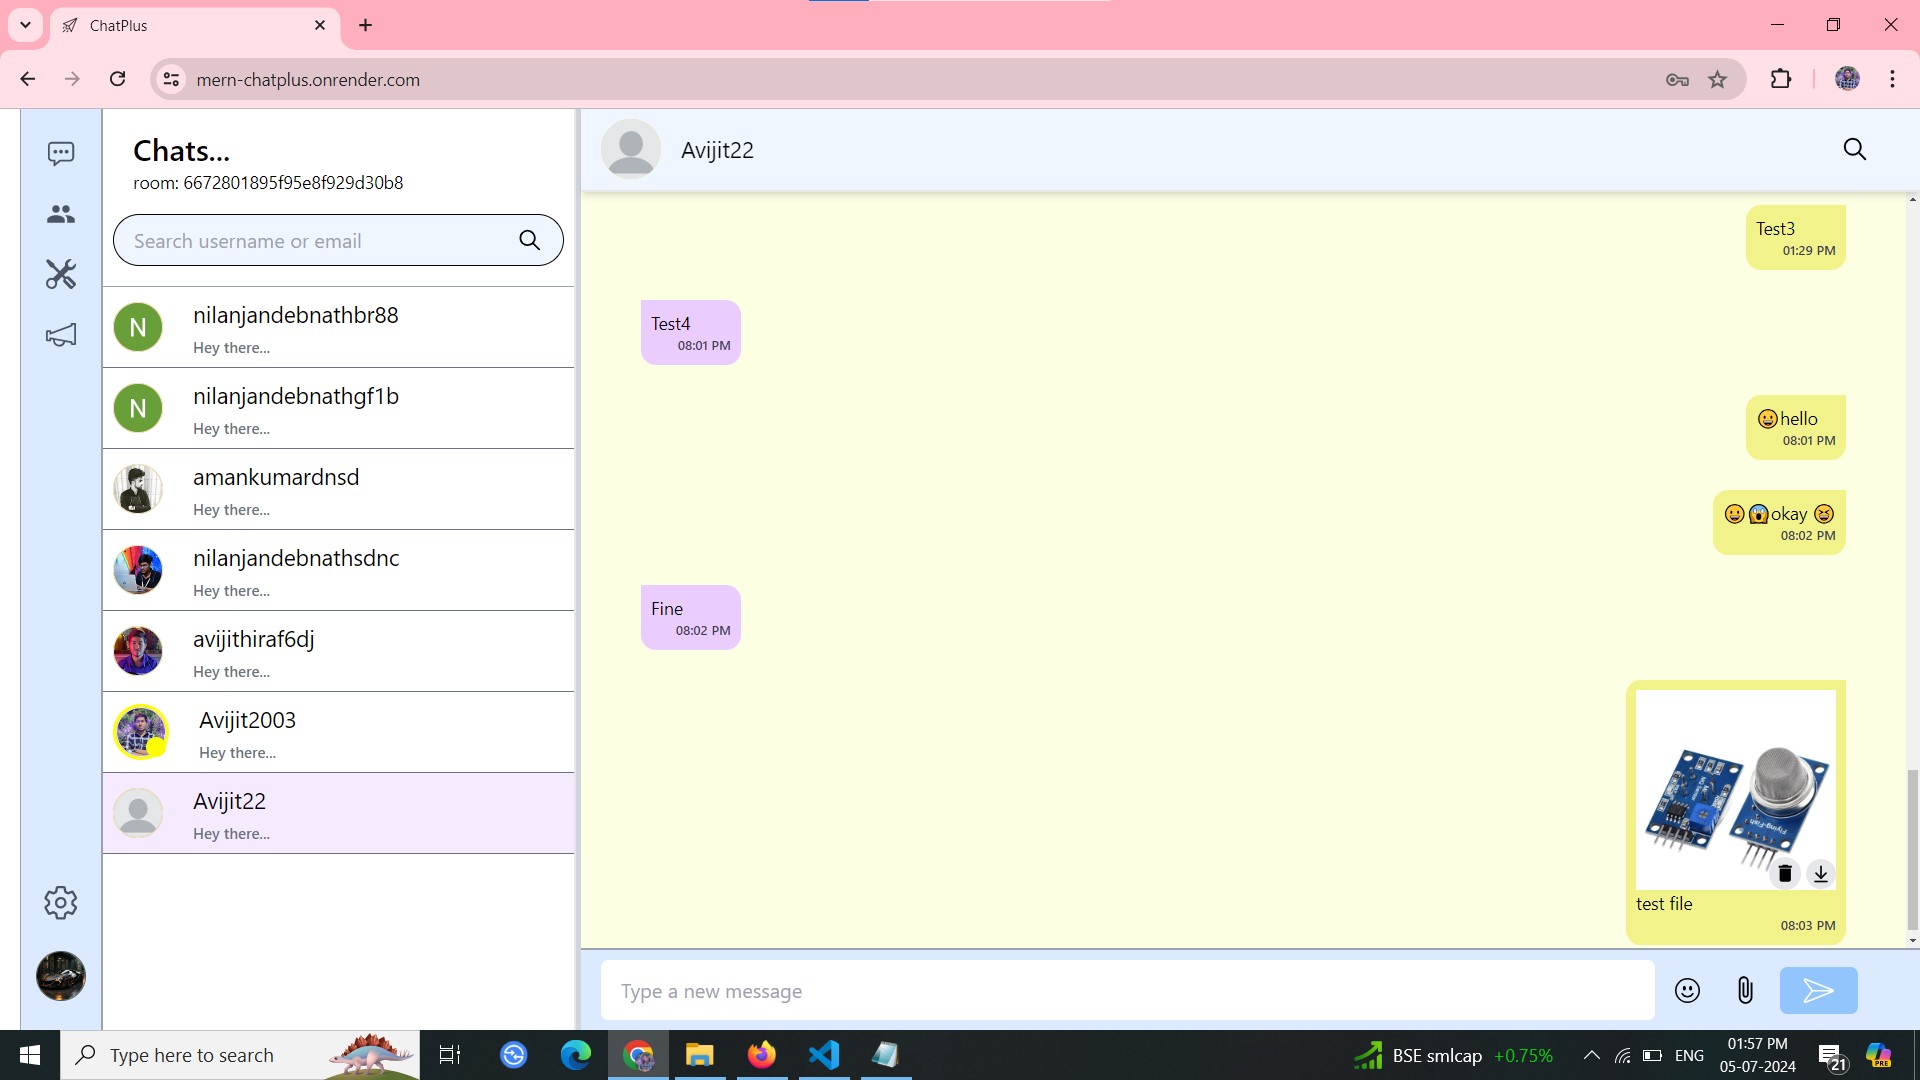 ChatPlus
mern-chatplus.onrender.com
Chats...
room: 6672801895f95e8f929d30b8
Search username or email
N
nilanjandebnathbr88
Hey there...
N
nilanjandebnathgf1b
Hey there...
amankumardnsd
Hey there...
nilanjandebnathsdnc
Hey there...
avijithiraf6dj
Hey there...
Avijit2003
Hey there...
Avijit22
Hey there...
Avijit22
Test3
01:29 PM
Test4
08:01 PM
😀hello
08:01 PM
😀😱okay 😆
08:02 PM
Fine
08:02 PM
Flying-Fish
test file
08:03 PM
Type a new message
Type here to search
BSE smlcap +0.75%
ENG
01:57 PM
05-07-2024
21
PRE